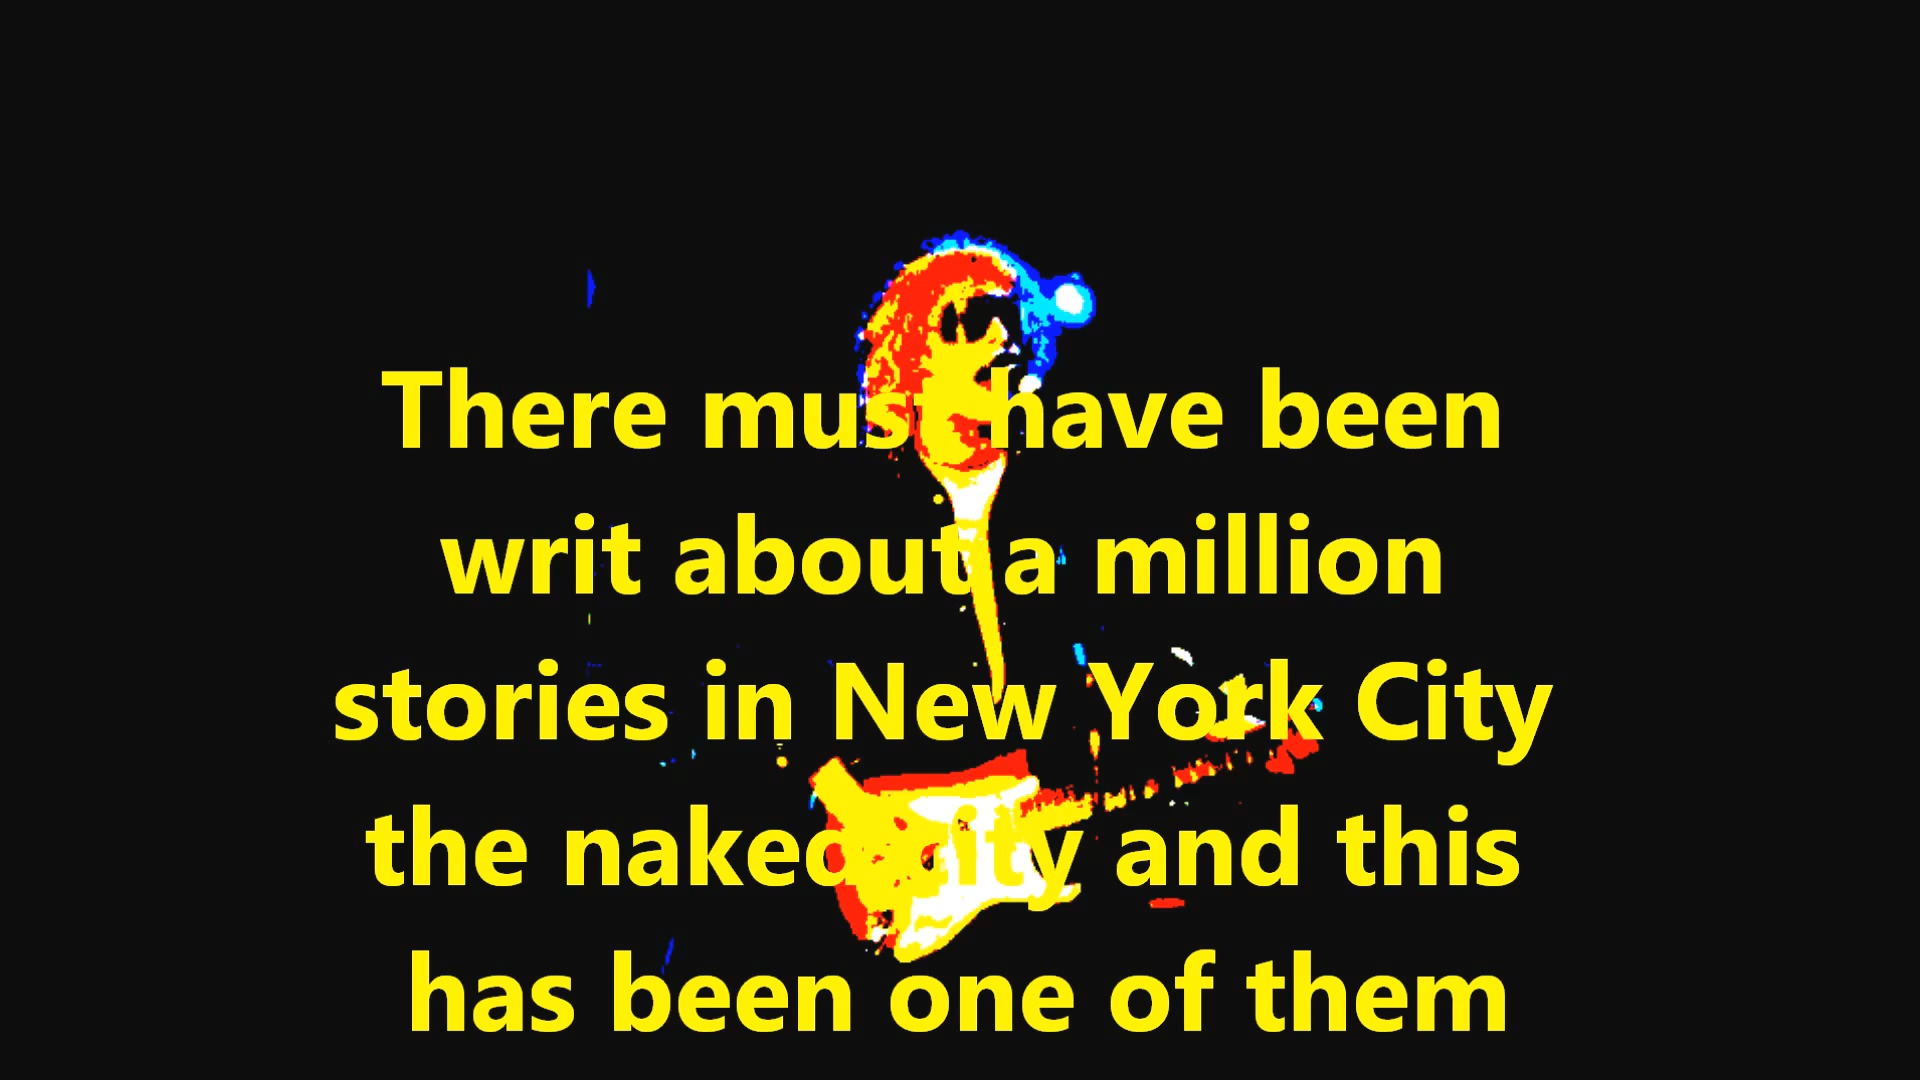 There must have been
writ about a million
stories in New York City
the naked city and this
has been one of them